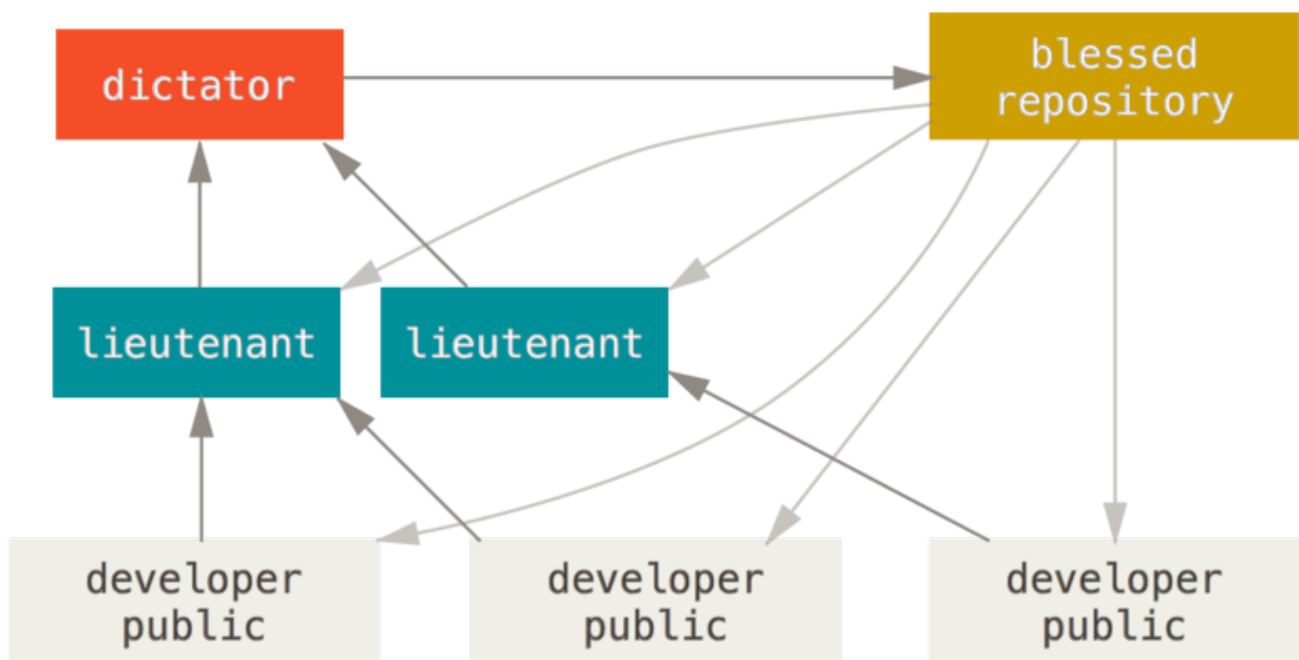 dictator
blessed
repository
lieutenant
lieutenant
developer
public
developer
public
developer
public